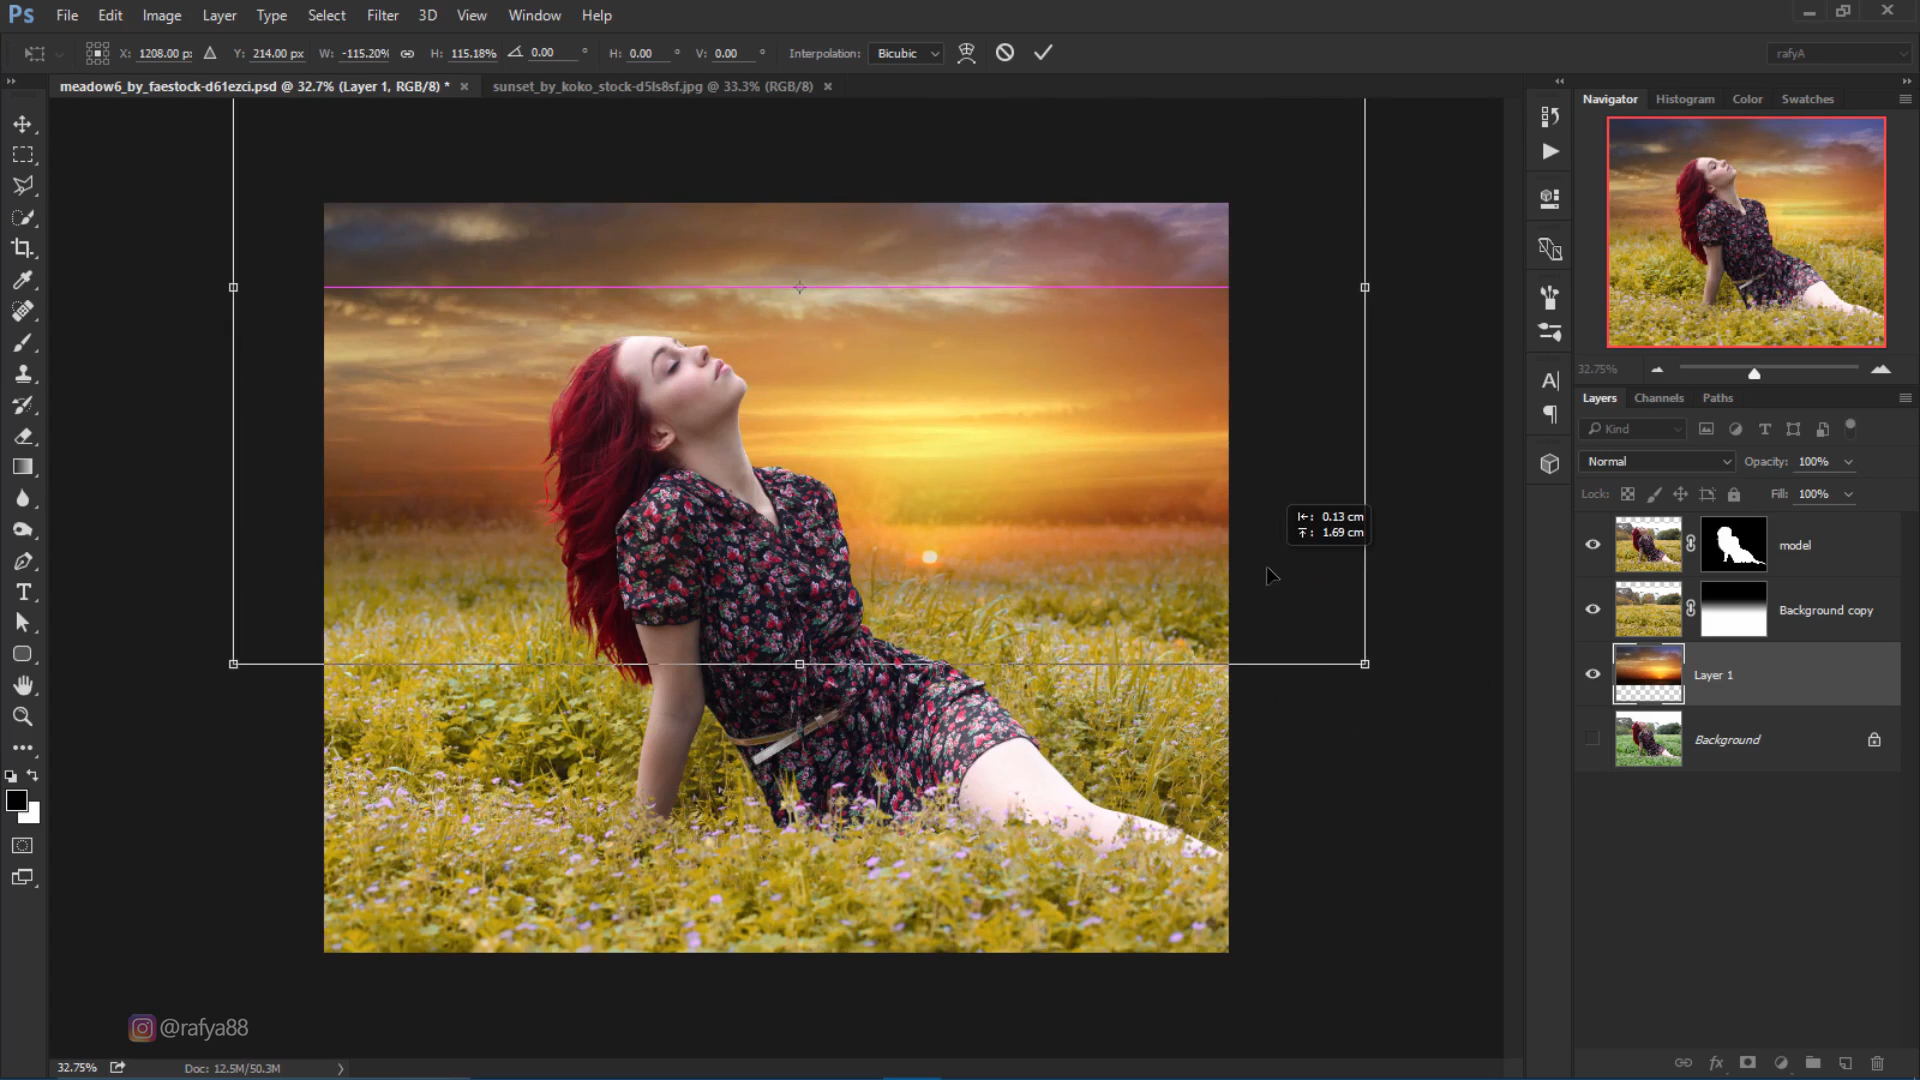 Ps File Edit Image Layer Type Select Filter 3D View Window Help
X: 1208.00 px Y: 214.00 px W: -115.20% H: 115.18% 0.00 ° H: 0.00 ° V: 0.00 ° Interpolation: Bicubic rafyA
meadow6_by_faestock-d61ezci.psd @ 32.7% (Layer 1, RGB/8) * × sunset_by_koko_stock-d5ls8sf.jpg @ 33.3% (RGB/8) ×
Navigator Histogram Color Swatches
32.75%
Layers Channels Paths
Kind
Normal Opacity: 100%
Lock: Fill: 100%
: 0.13 cm
: 1.69 cm
model
Background copy
Layer 1
Background
@rafya88
32.75% Doc: 12.5M/50.3M